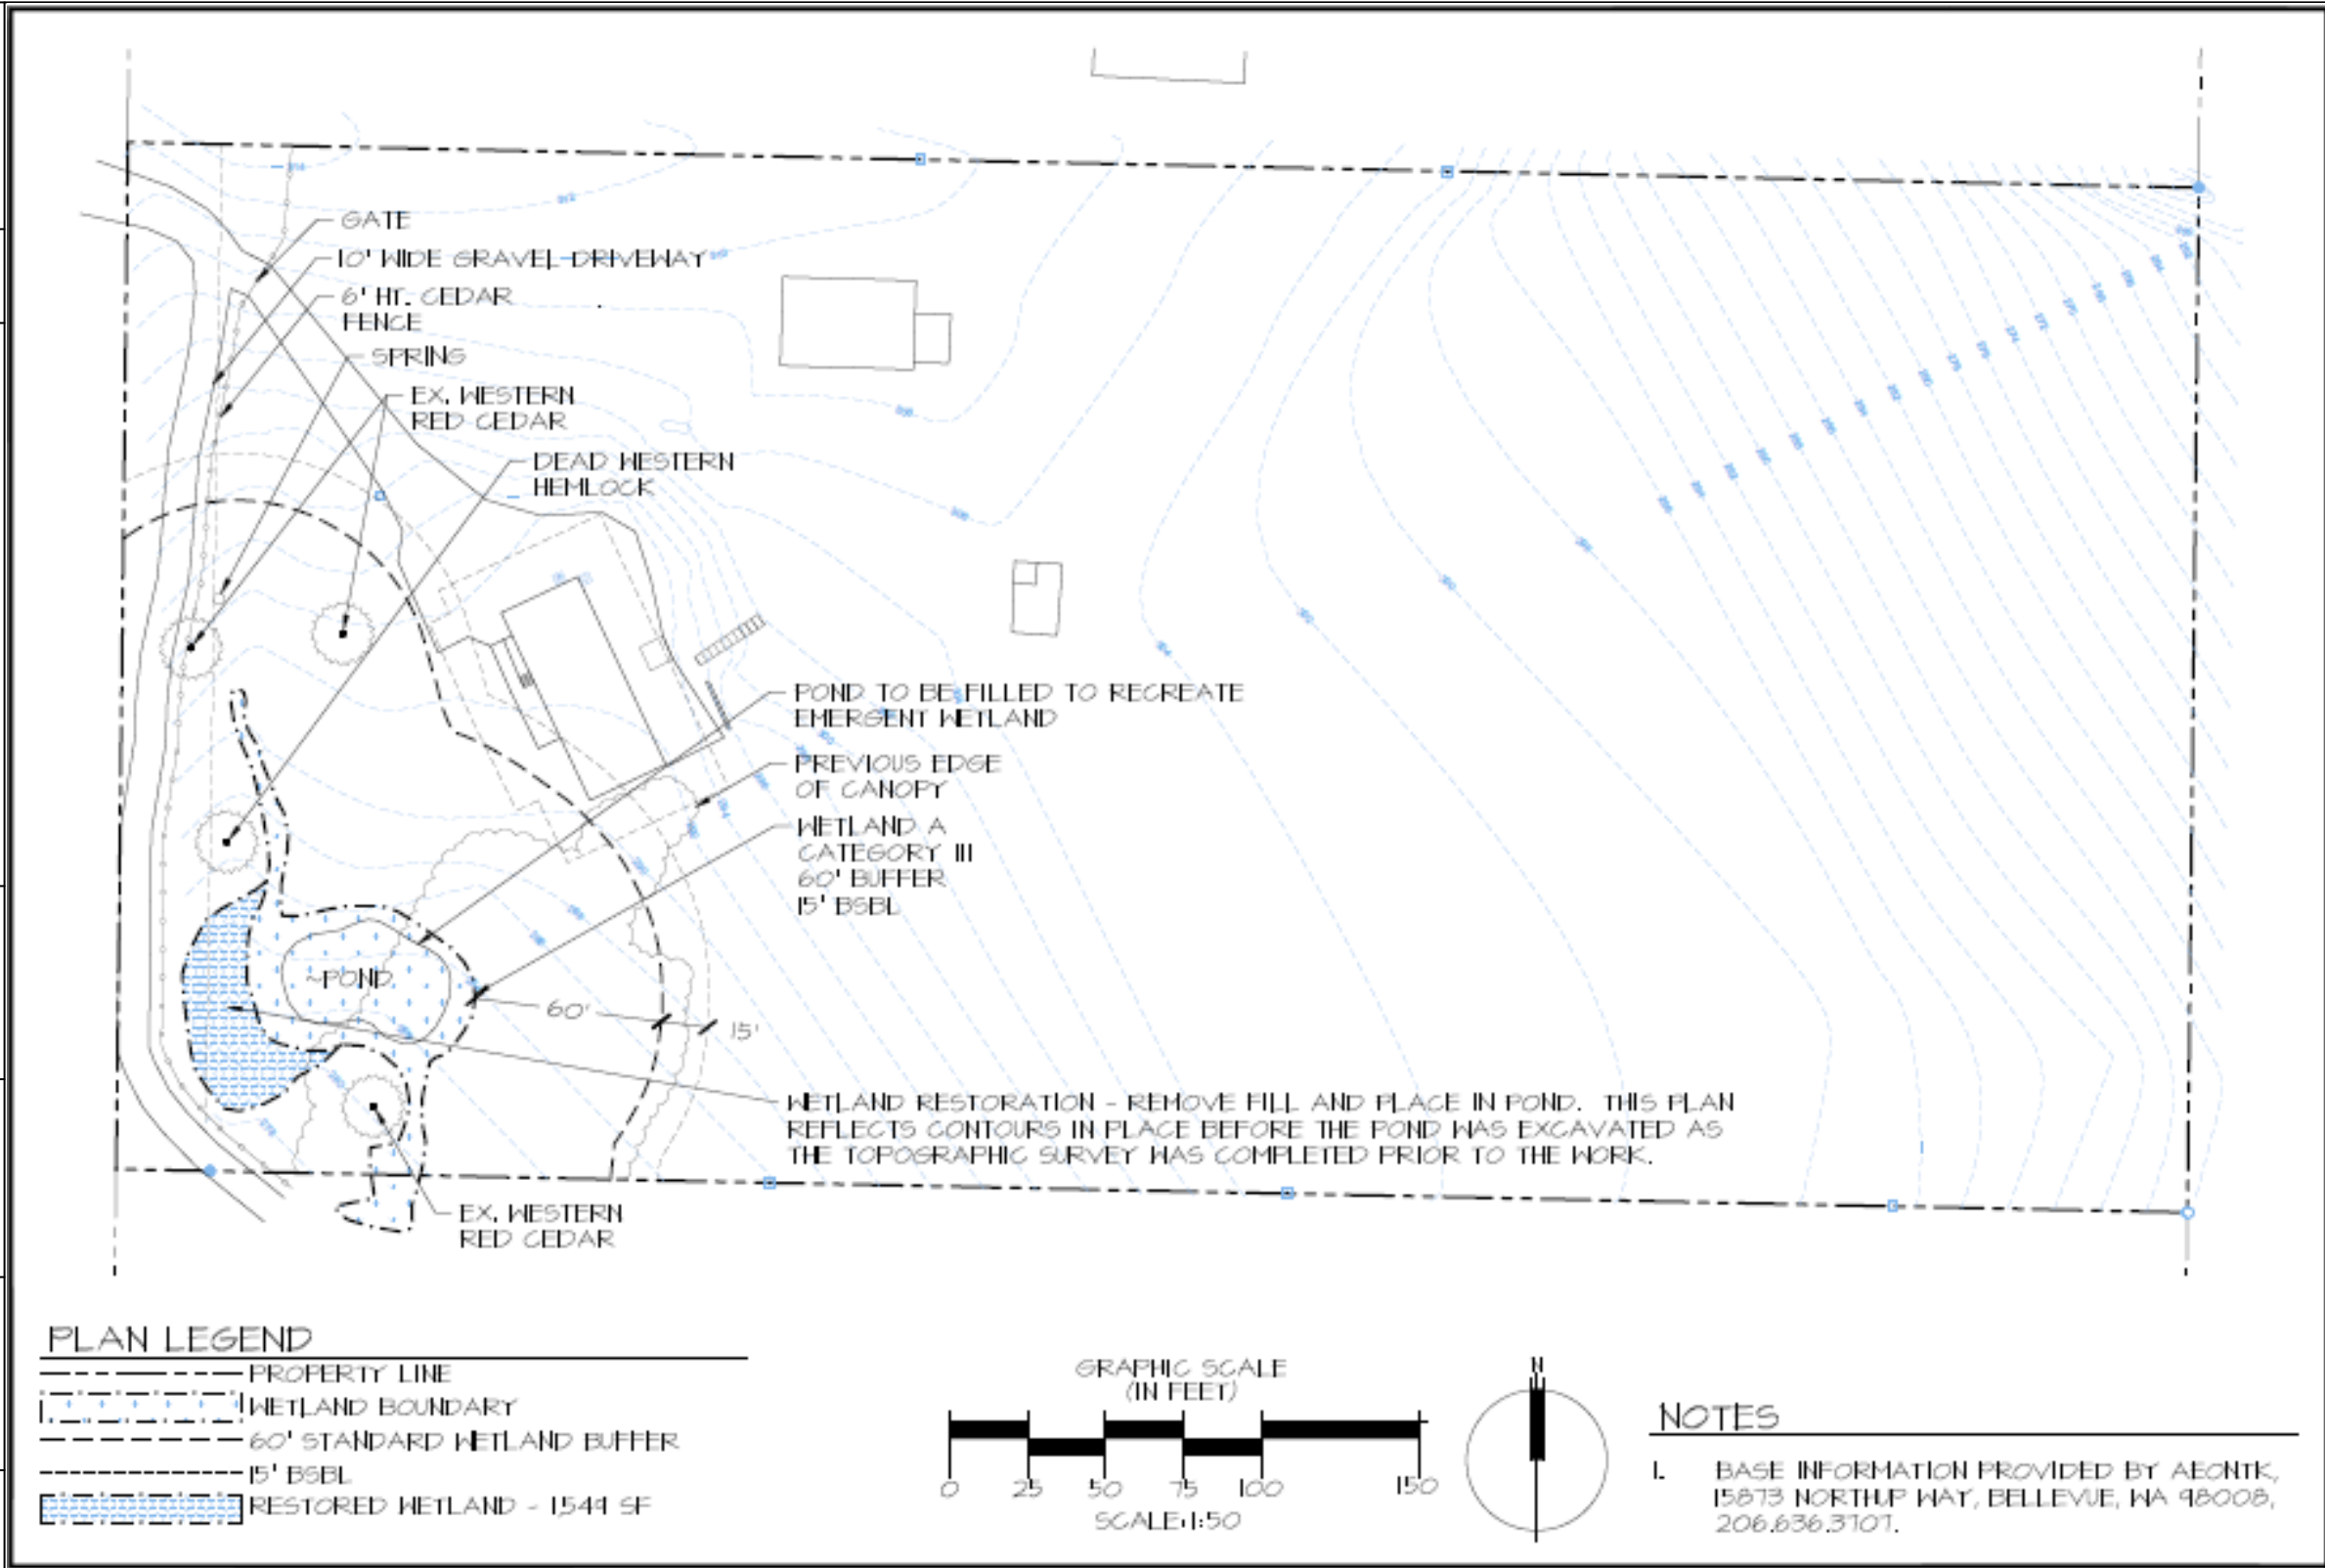 GATE
10' WIDE GRAVEL DRIVEWAY
6' HT. CEDAR
FENCE
SPRING
EX. WESTERN
RED CEDAR
DEAD WESTERN
HEMLOCK
POND TO BE FILLED TO RECREATE
EMERGENT WETLAND
PREVIOUS EDGE
OF CANOPY
WETLAND A
CATEGORY III
60' BUFFER
15' BSBL
~POND
60'
15'
WETLAND RESTORATION - REMOVE FILL AND PLACE IN POND. THIS PLAN
REFLECTS CONTOURS IN PLACE BEFORE THE POND WAS EXCAVATED AS
THE TOPOGRAPHIC SURVEY WAS COMPLETED PRIOR TO THE WORK.
EX. WESTERN
RED CEDAR
PLAN LEGEND
PROPERTY LINE
WETLAND BOUNDARY
60' STANDARD WETLAND BUFFER
15' BSBL
RESTORED WETLAND - 1,549 SF
GRAPHIC SCALE
(IN FEET)
0 25 50 75 100 150
SCALE: 1:50
N
NOTES
1. BASE INFORMATION PROVIDED BY AEONTK,
15873 NORTHUP WAY, BELLEVUE, WA 98008,